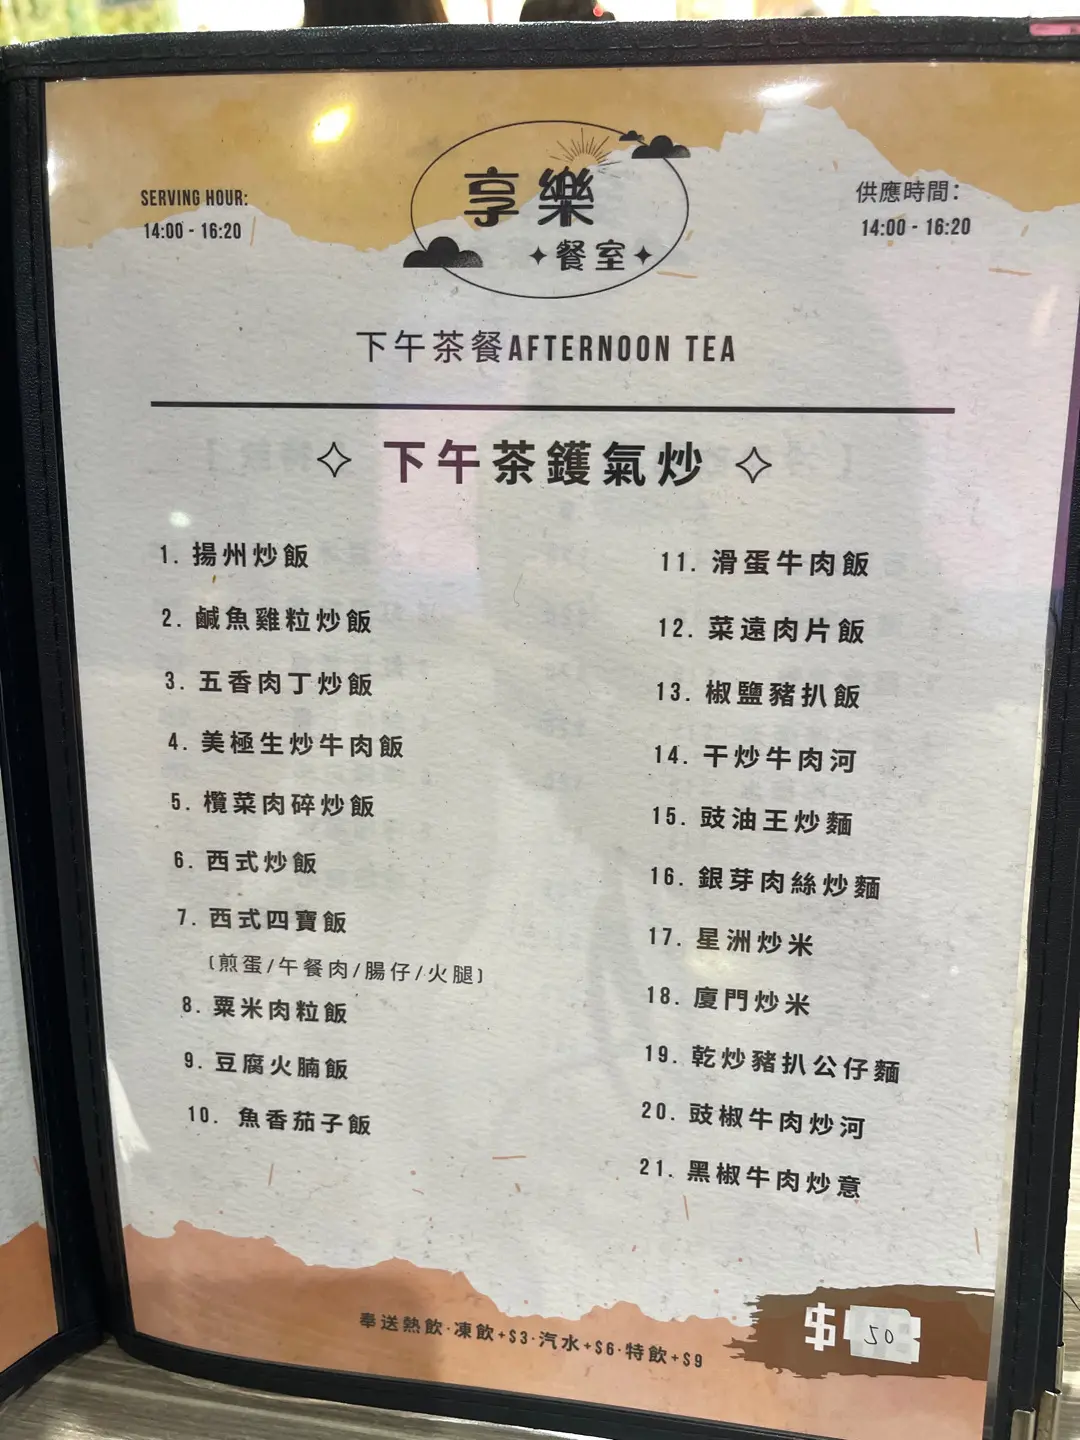 享樂
餐室
SERVING HOUR:
14:00 - 16:20
供應時間:
14:00 - 16:20
下午茶餐AFTERNOON TEA
下午茶鑊氣炒
1. 揚州炒飯
2. 鹹魚雞粒炒飯
3. 五香肉丁炒飯
4. 美極生炒牛肉飯
5. 欖菜肉碎炒飯
6. 西式炒飯
7. 西式四寶飯
(煎蛋/午餐肉/腸仔/火腿)
8. 粟米肉粒飯
9. 豆腐火腩飯
10. 魚香茄子飯
11. 滑蛋牛肉飯
12. 菜遠肉片飯
13. 椒鹽豬扒飯
14. 干炒牛肉河
15. 豉油王炒麵
16. 銀芽肉絲炒麵
17. 星洲炒米
18. 廈門炒米
19. 乾炒豬扒公仔麵
20. 豉椒牛肉炒河
21. 黑椒牛肉炒意
奉送熱飲·凍飲+$3·汽水+$6·特飲+$9
$50